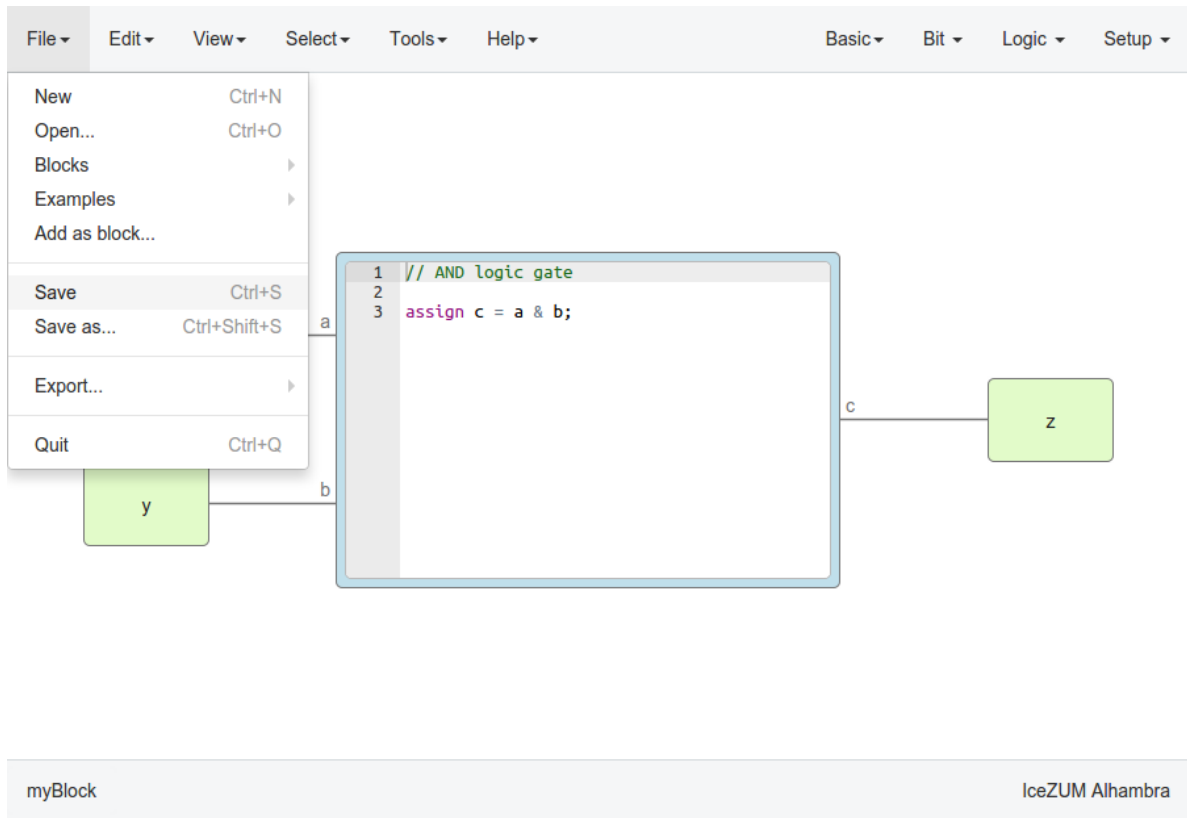 File Edit View Select Tools Help Basic Bit Logic Setup
New Ctrl+N
Open... Ctrl+O
Blocks
Examples
Add as block...
Save Ctrl+S
Save as... Ctrl+Shift+S
Export...
Quit Ctrl+Q
a
b
y
1 // AND logic gate
2
3 assign c = a & b;
c
z
myBlock IceZUM Alhambra